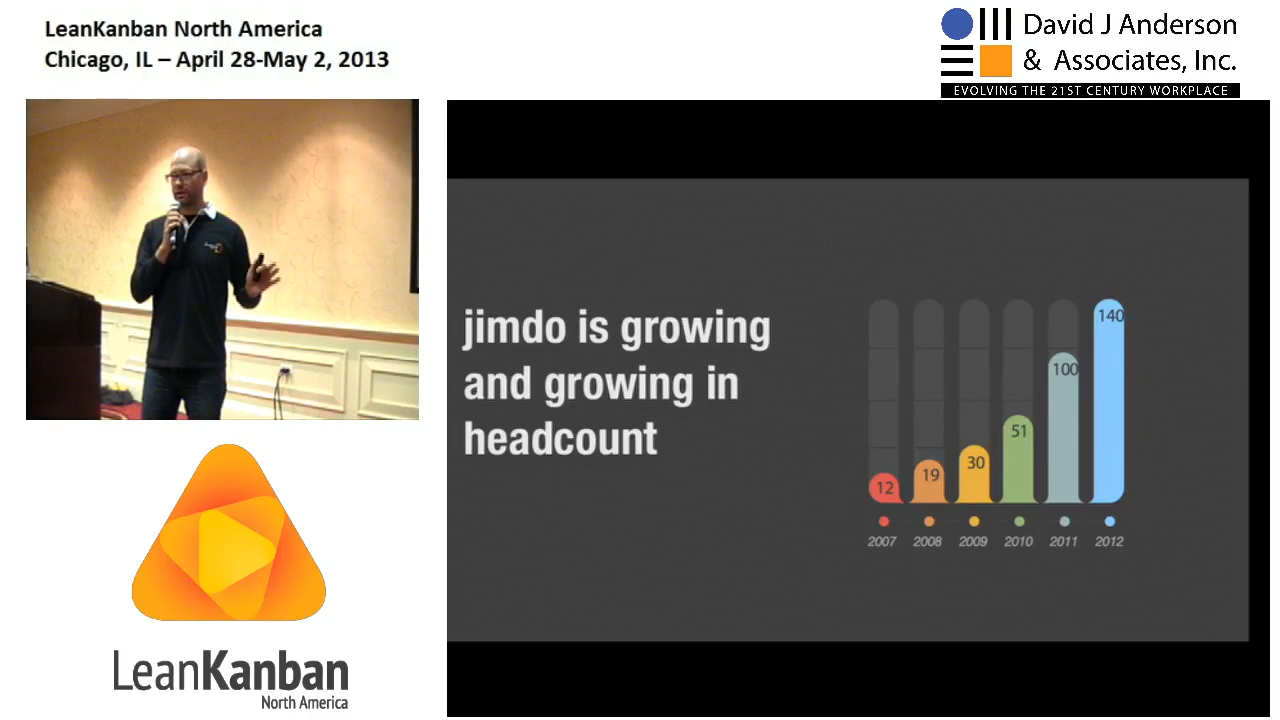 LeanKanban North America
Chicago, IL – April 28-May 2, 2013
David J Anderson
& Associates, Inc.
EVOLVING THE 21ST CENTURY WORKPLACE
jimdo is growing
and growing in
headcount
12
19
30
51
100
140
2007
2008
2009
2010
2011
2012
LeanKanban
North America